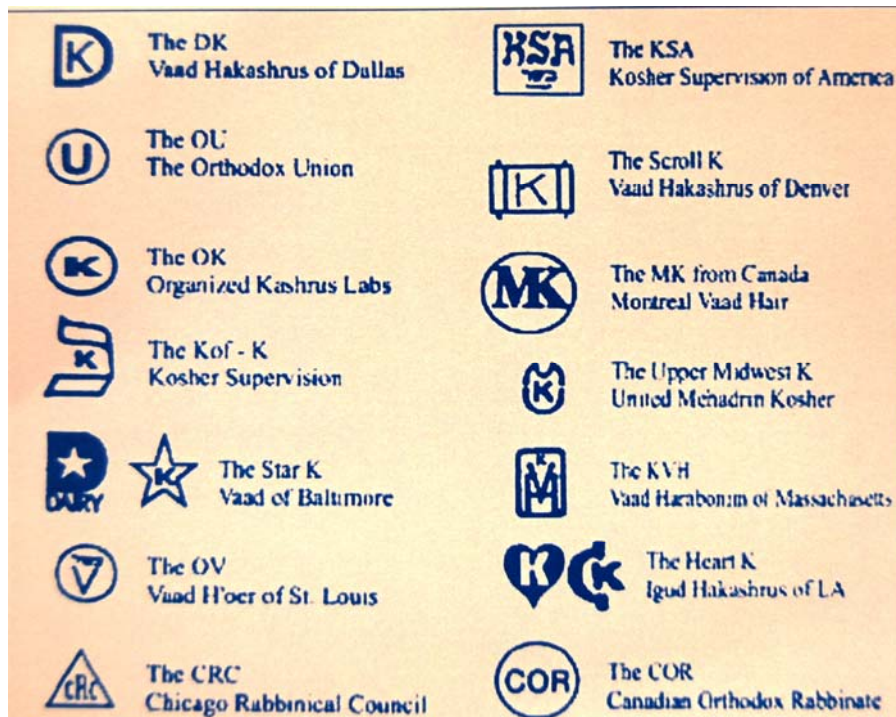 K
The DK
Vaad Hakashrus of Dallas
U
The OU
The Orthodox Union
K
The OK
Organized Kashrus Labs
K
The Kof - K
Kosher Supervision
D
DAIRY
K
The Star K
Vaad of Baltimore
V
The OV
Vaad H'oer of St. Louis
cRc
The CRC
Chicago Rabbinical Council
KSA
The KSA
Kosher Supervision of America
K
The Scroll K
Vaad Hakashrus of Denver
MK
The MK from Canada
Montreal Vaad Hair
K
The Upper Midwest K
United Mehadrin Kosher
K
The KVH
Vaad Harabonim of Massachusetts
K
K
The Heart K
Igud Hakashrus of LA
COR
The COR
Canadian Orthodox Rabbinate